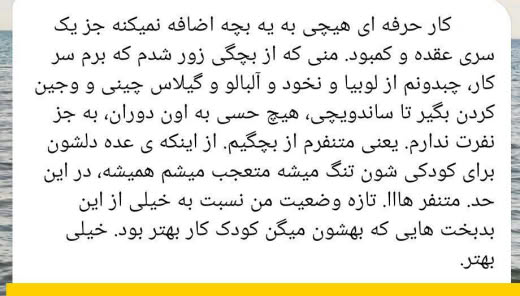 کار حرفه ای هیچی به یه بچه اضافه نمیکنه جز یک
سری عقده و کمبود. منی که از بچگی زور شدم که برم سر
کار، چبدونم از لوبیا و نخود و آلبالو و گیلاس چینی و وجین
کردن بگیر تا ساندویچی، هیچ حسی به اون دوران، به جز
نفرت ندارم. یعنی متنفرم از بچگیم. از اینکه ی عده دلشون
برای کودکی شون تنگ میشه متعجب میشم همیشه، در این
حد. متنفر هااا. تازه وضعیت من نسبت به خیلی از این
بدبخت هایی که بهشون میگن کودک کار بهتر بود. خیلی
بهتر.